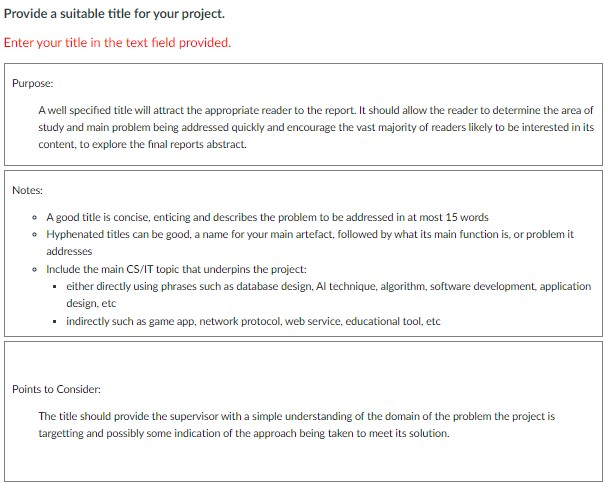 Provide a suitable title for your project.
Enter your title in the text field provided.
Purpose:
A well specified title will attract the appropriate reader to the report. It should allow the reader to determine the area of
study and main problem being addressed quickly and encourage the vast majority of readers likely to be interested in its
content, to explore the final reports abstract.
Notes:
A good title is concise, enticing and describes the problem to be addressed in at most 15 words
Hyphenated titles can be good, a name for your main artefact, followed by what its main function is, or problem it
addresses
Include the main CS/IT topic that underpins the project:
either directly using phrases such as database design, AI technique, algorithm, software development, application
design, etc
indirectly such as game app, network protocol, web service, educational tool, etc
Points to Consider:
The title should provide the supervisor with a simple understanding of the domain of the problem the project is
targetting and possibly some indication of the approach being taken to meet its solution.